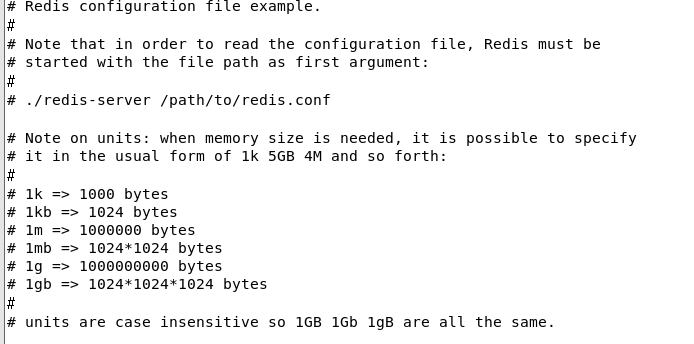 # Redis configuration file example.
#
# Note that in order to read the configuration file, Redis must be
# started with the file path as first argument:
#
# ./redis-server /path/to/redis.conf

# Note on units: when memory size is needed, it is possible to specify
# it in the usual form of 1k 5GB 4M and so forth:
#
# 1k => 1000 bytes
# 1kb => 1024 bytes
# 1m => 1000000 bytes
# 1mb => 1024*1024 bytes
# 1g => 1000000000 bytes
# 1gb => 1024*1024*1024 bytes
#
# units are case insensitive so 1GB 1Gb 1gB are all the same.